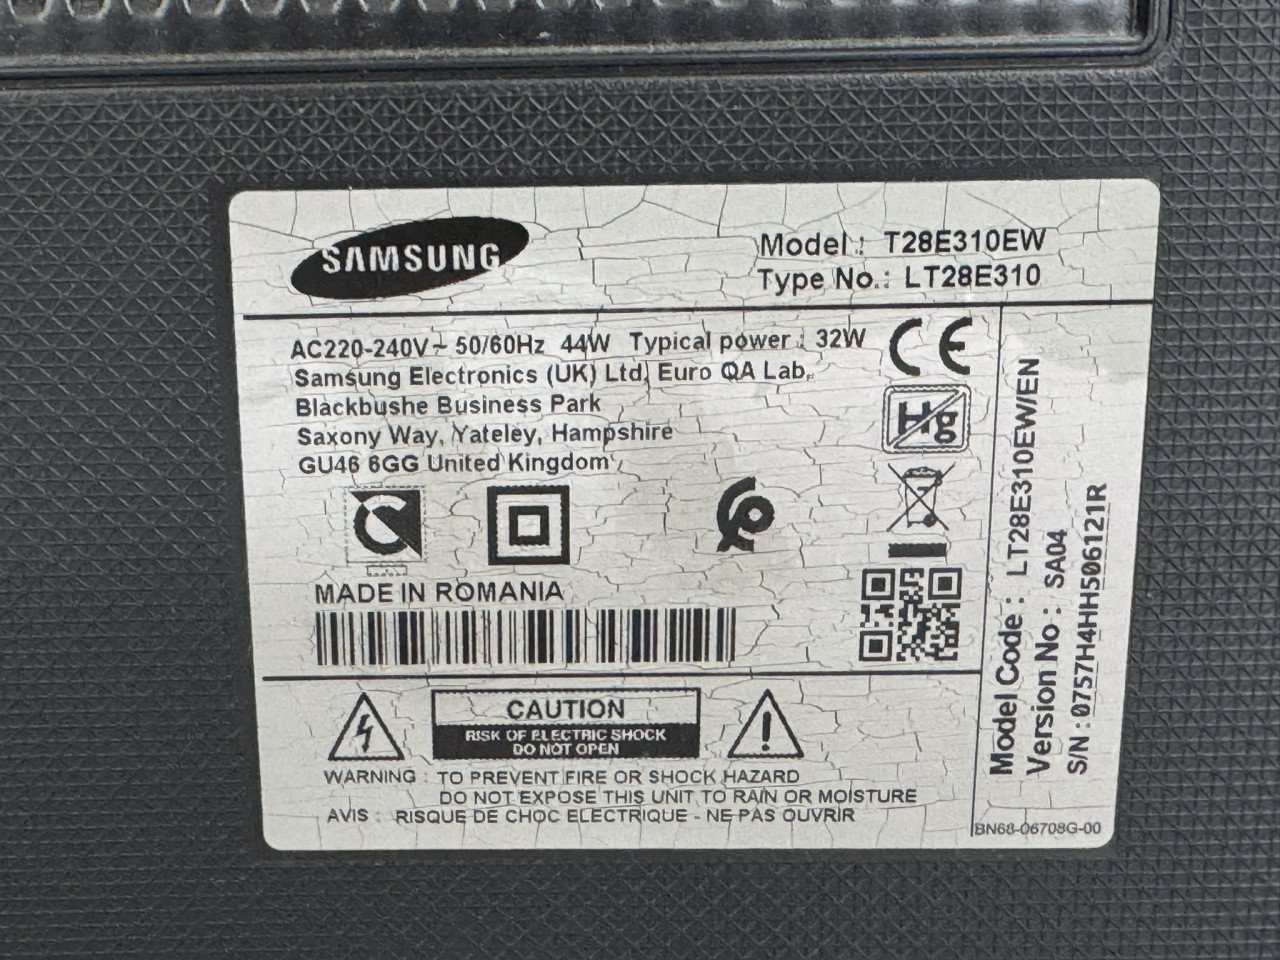 SAMSUNG
Model : T28E310EW
Type No.: LT28E310
AC220-240V~ 50/60Hz 44W Typical power : 32W
Samsung Electronics (UK) Ltd, Euro QA Lab,
Blackbushe Business Park
Saxony Way, Yateley, Hampshire
GU46 6GG United Kingdom
CE
Hg
MADE IN ROMANIA
CAUTION
RISK OF ELECTRIC SHOCK
DO NOT OPEN
WARNING : TO PREVENT FIRE OR SHOCK HAZARD
DO NOT EXPOSE THIS UNIT TO RAIN OR MOISTURE
AVIS : RISQUE DE CHOC ELECTRIQUE - NE PAS OUVRIR
Model Code : LT28E310EW/EN
Version No : SA04
S/N : 0757H4HH506121R
BN68-06708G-00